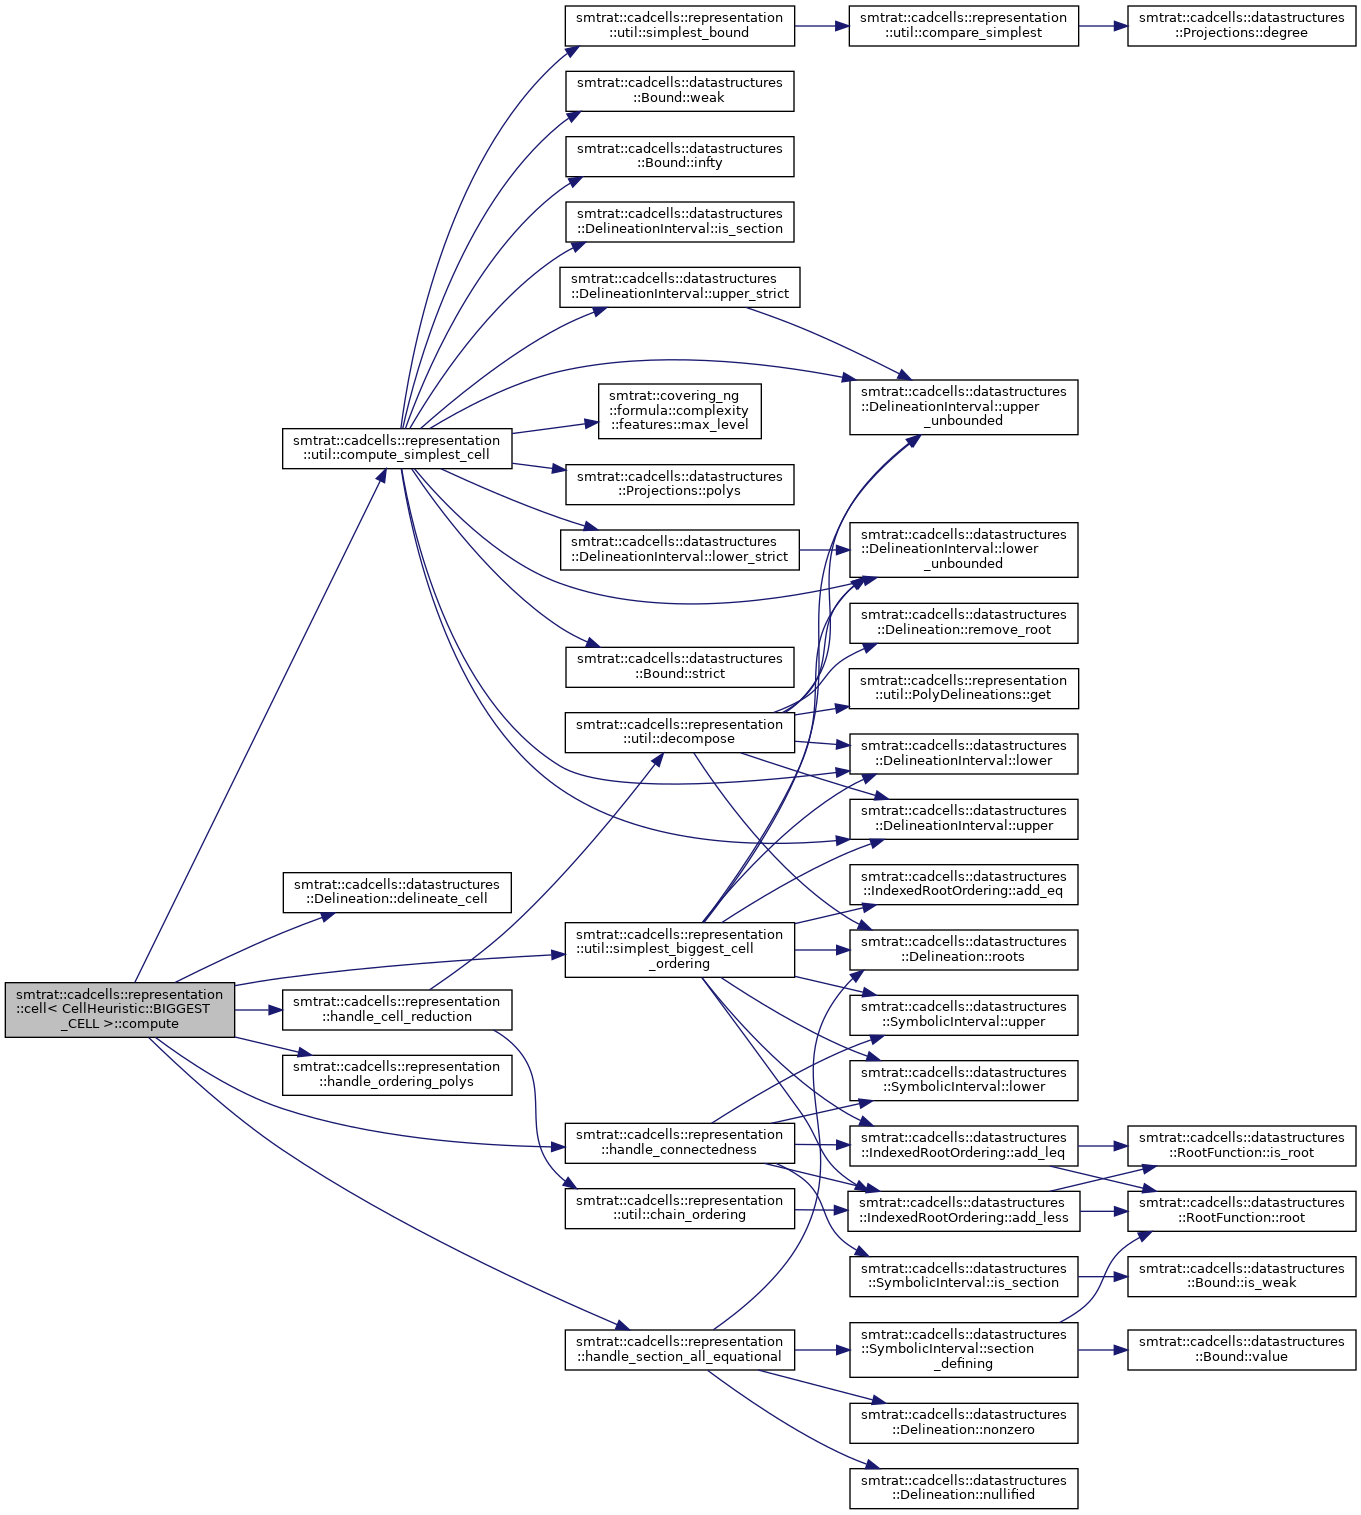 smtrat::cadcells::representation
::cell< CellHeuristic::BIGGEST
_CELL >::compute
smtrat::cadcells::representation
::util::compute_simplest_cell
smtrat::cadcells::datastructures
::Delineation::delineate_cell
smtrat::cadcells::representation
::handle_cell_reduction
smtrat::cadcells::representation
::handle_ordering_polys
smtrat::cadcells::representation
::util::simplest_bound
smtrat::cadcells::datastructures
::Bound::weak
smtrat::cadcells::datastructures
::Bound::infty
smtrat::cadcells::datastructures
::DelineationInterval::is_section
smtrat::cadcells::datastructures
::DelineationInterval::upper_strict
smtrat::covering_ng
::formula::complexity
::features::max_level
smtrat::cadcells::datastructures
::Projections::polys
smtrat::cadcells::datastructures
::DelineationInterval::lower_strict
smtrat::cadcells::datastructures
::Bound::strict
smtrat::cadcells::representation
::util::decompose
smtrat::cadcells::representation
::util::simplest_biggest_cell
_ordering
smtrat::cadcells::representation
::handle_connectedness
smtrat::cadcells::representation
::util::chain_ordering
smtrat::cadcells::representation
::handle_section_all_equational
smtrat::cadcells::representation
::util::compare_simplest
smtrat::cadcells::datastructures
::DelineationInterval::upper
_unbounded
smtrat::cadcells::datastructures
::DelineationInterval::lower
_unbounded
smtrat::cadcells::datastructures
::Delineation::remove_root
smtrat::cadcells::representation
::util::PolyDelineations::get
smtrat::cadcells::datastructures
::DelineationInterval::lower
smtrat::cadcells::datastructures
::DelineationInterval::upper
smtrat::cadcells::datastructures
::IndexedRootOrdering::add_eq
smtrat::cadcells::datastructures
::Delineation::roots
smtrat::cadcells::datastructures
::SymbolicInterval::upper
smtrat::cadcells::datastructures
::SymbolicInterval::lower
smtrat::cadcells::datastructures
::IndexedRootOrdering::add_leq
smtrat::cadcells::datastructures
::IndexedRootOrdering::add_less
smtrat::cadcells::datastructures
::SymbolicInterval::is_section
smtrat::cadcells::datastructures
::SymbolicInterval::section
_defining
smtrat::cadcells::datastructures
::Delineation::nonzero
smtrat::cadcells::datastructures
::Delineation::nullified
smtrat::cadcells::datastructures
::Projections::degree
smtrat::cadcells::datastructures
::RootFunction::is_root
smtrat::cadcells::datastructures
::RootFunction::root
smtrat::cadcells::datastructures
::Bound::is_weak
smtrat::cadcells::datastructures
::Bound::value